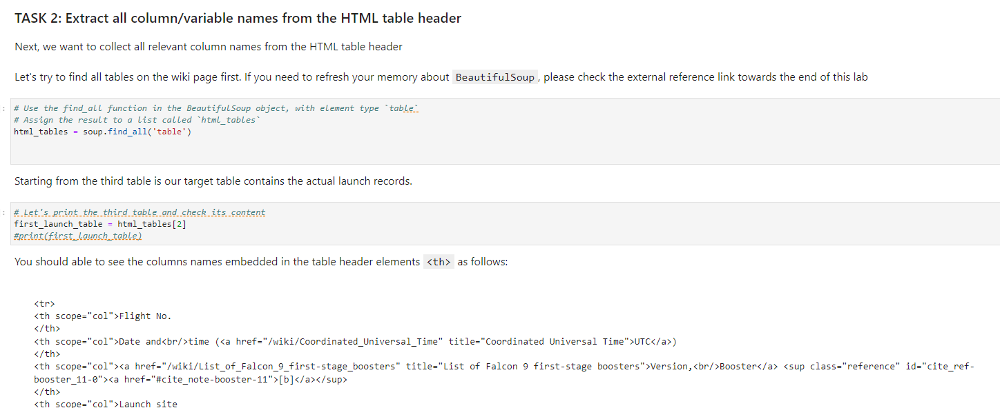 TASK 2: Extract all column/variable names from the HTML table header
Next, we want to collect all relevant column names from the HTML table header
Let's try to find all tables on the wiki page first. If you need to refresh your memory about BeautifulSoup, please check the external reference link towards the end of this lab
: # Use the find_all function in the BeautifulSoup object, with element type `table`
# Assign the result to a list called `html_tables`
html_tables = soup.find_all('table')
Starting from the third table is our target table contains the actual launch records.
: # Let's print the third table and check its content
first_launch_table = html_tables[2]
#print(first_launch_table)
You should able to see the columns names embedded in the table header elements <th> as follows:
<tr>
<th scope="col">Flight No.
</th>
<th scope="col">Date and<br/>time (<a href="/wiki/Coordinated_Universal_Time" title="Coordinated Universal Time">UTC</a>)
</th>
<th scope="col"><a href="/wiki/List_of_Falcon_9_first-stage_boosters" title="List of Falcon 9 first-stage boosters">Version,<br/>Booster</a> <sup class="reference" id="cite_ref-
booster_11-0"><a href="#cite_note-booster-11">[b]</a></sup>
</th>
<th scope="col">Launch site